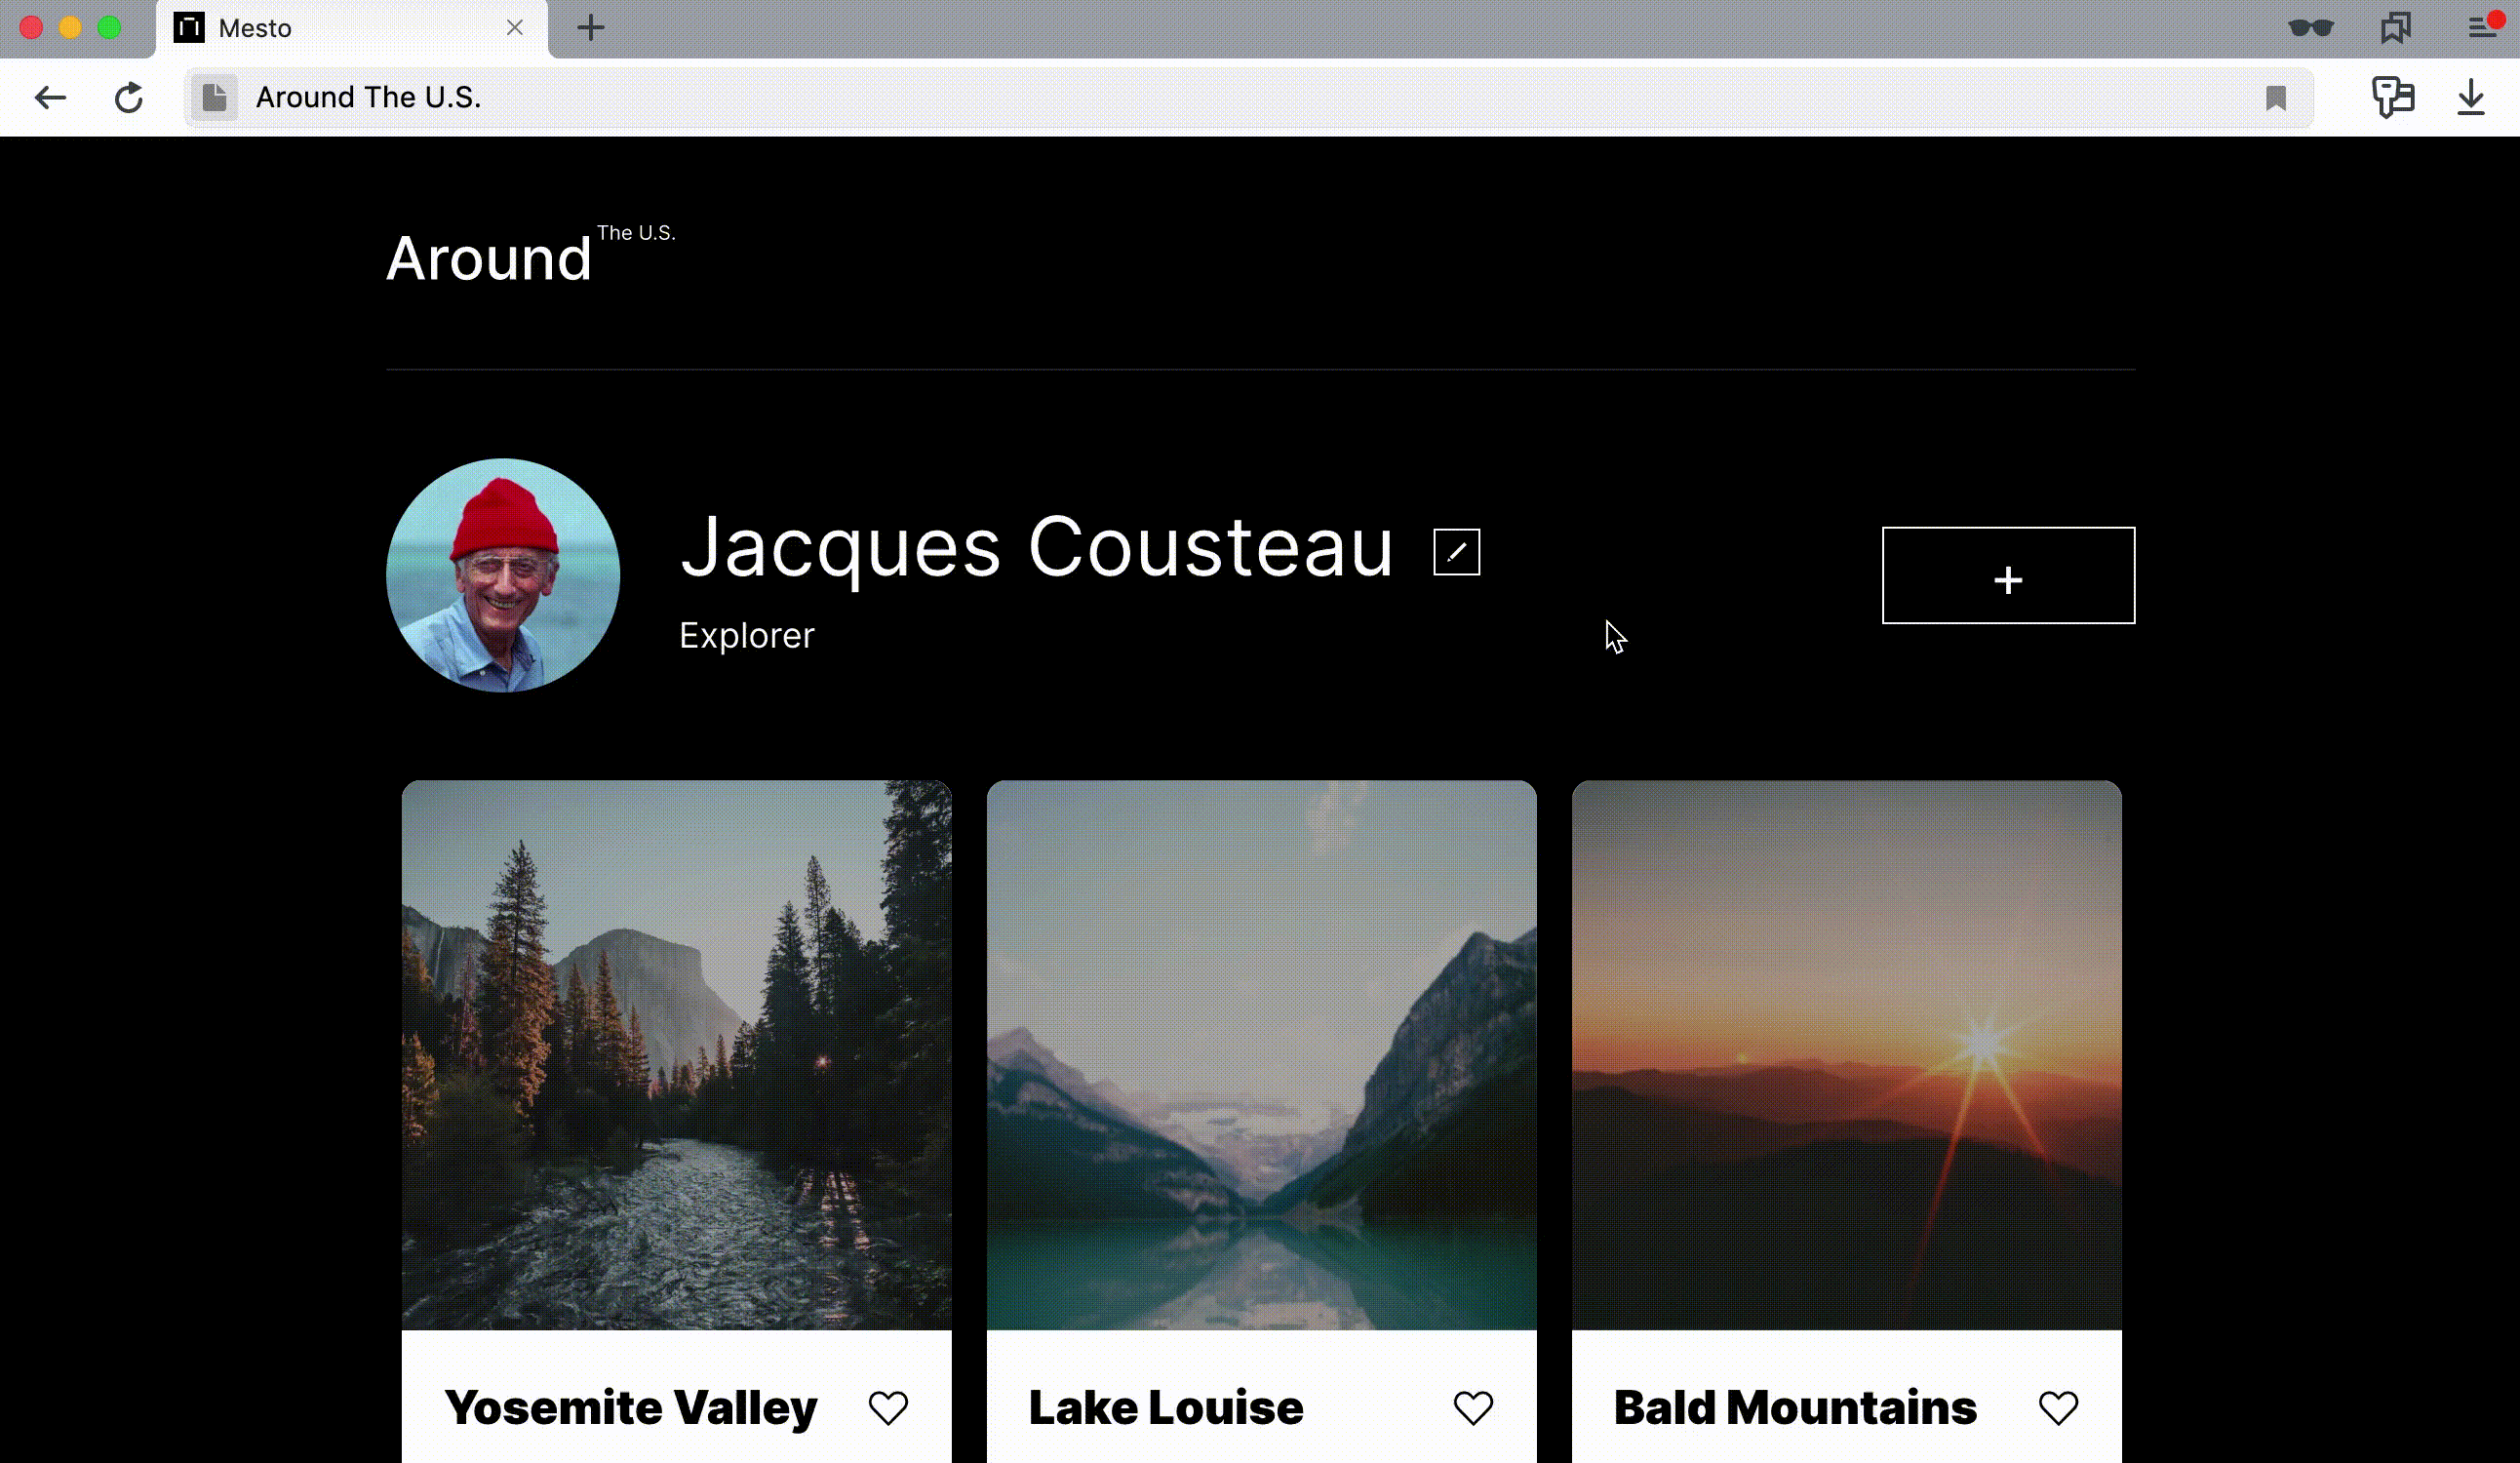 Mesto
Around The U.S.
Around The U.S.
Jacques Cousteau
Explorer
Yosemite Valley
Lake Louise
Bald Mountains